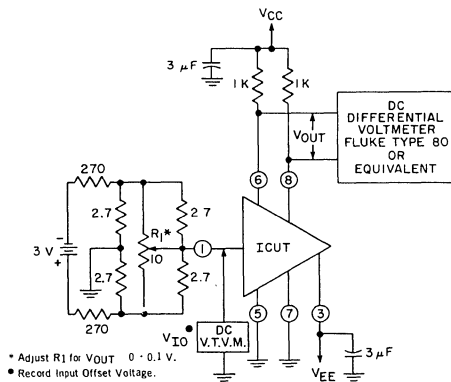 VCC
3 µF
1K
1K
DC
DIFFERENTIAL
VOLTMETER
FLUKE TYPE 80
OR
EQUIVALENT
VOUT
6
8
270
2.7
2 7
R1*
10
3 V
-
+
1
ICUT
2.7
2.7
270
5
7
3
VIO
DC
V.T.V.M.
3 µF
VEE
* Adjust R1 for VOUT 0 · 0.1 V.
● Record Input Offset Voltage.